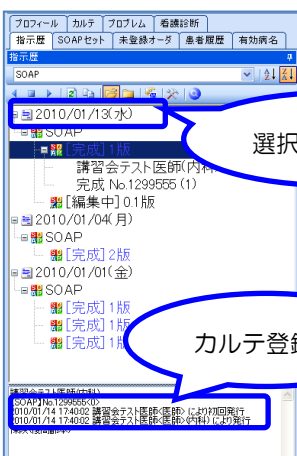 プロフィール カルテ プロブレム 看護診断
指示歴 SOAPセット 未登録オーダ 患者履歴 有効病名
指示歴
SOAP
2010/01/13(水)
選択
SOAP
[完成] 1版
講習会テスト医師(内科
完成 No.1299555 (1)
[編集中] 0.1版
2010/01/04(月)
SOAP
[完成] 2版
2010/01/01(金)
SOAP
[完成] 1版
[完成] 1版
[完成] 1版
カルテ登録
講習会テスト医師(内科)
[SOAP] No.1299555<0>
2010/01/14 17:40:02 講習会テスト医師<医師> により初回発行
2010/01/14 17:40:02 講習会テスト医師<医師>(内科) により発行